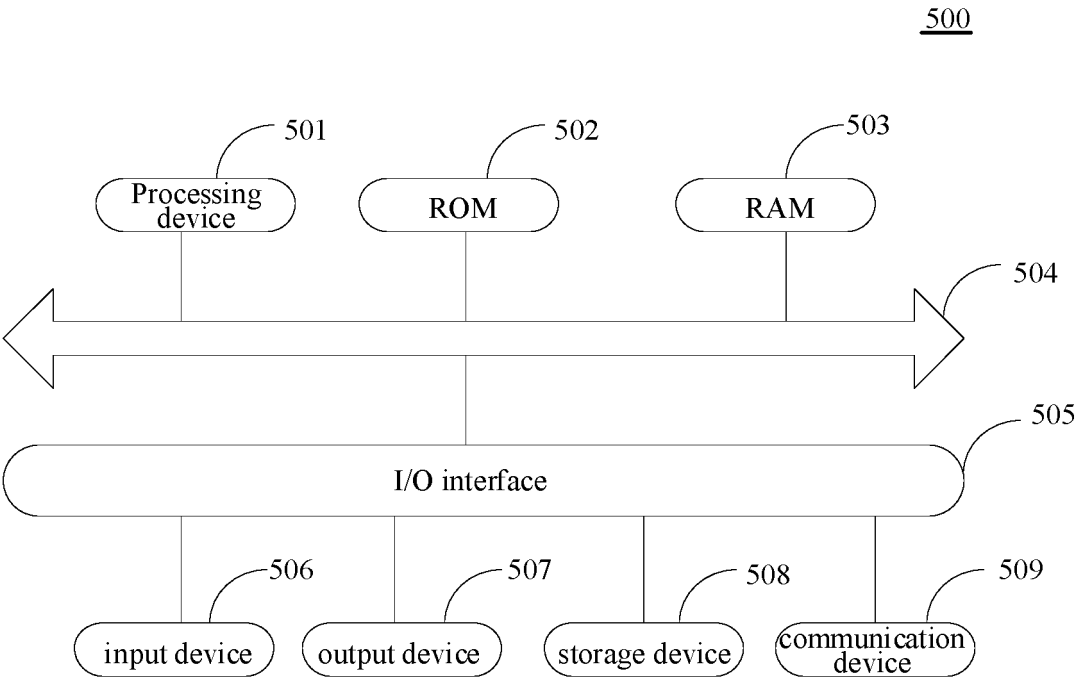 500
501
502
503
Processing
device
ROM
RAM
504
505
I/O interface
506
507
508
509
input device
output device
storage device
communication
device